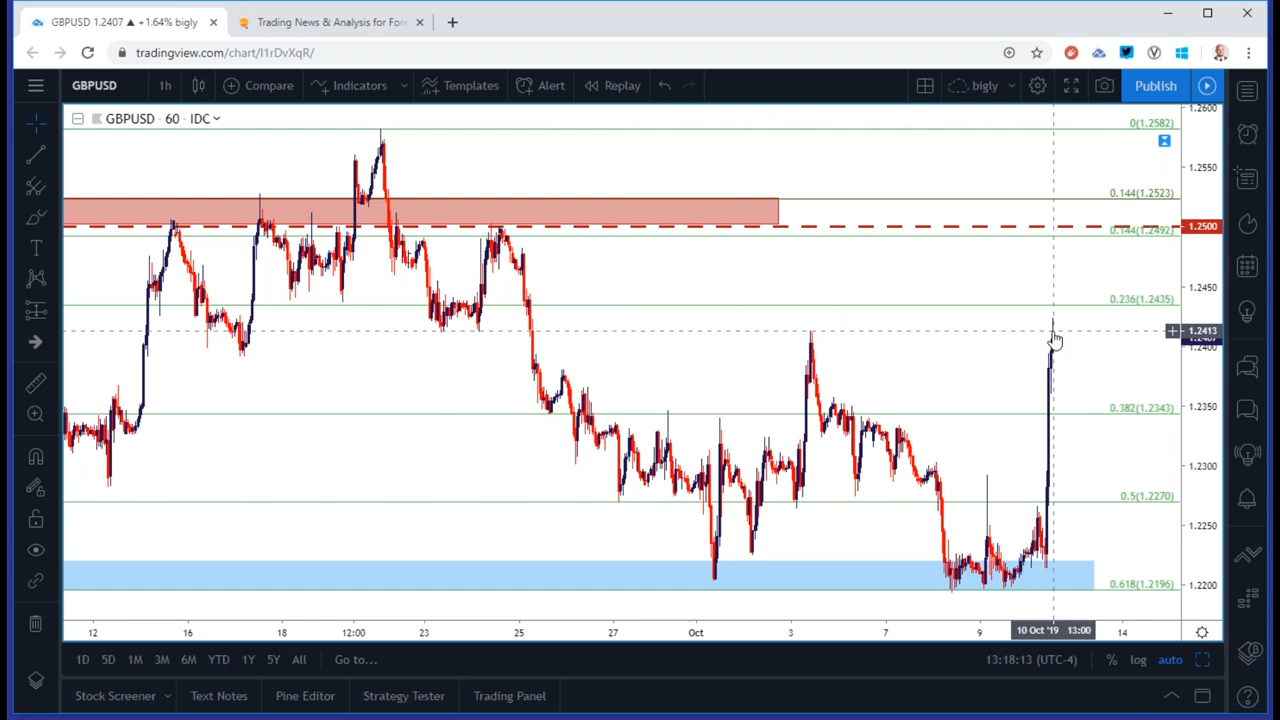 GBPUSD 1.2407 ▲ +1.64% bigly
Trading News & Analysis for Fore
tradingview.com/chart/I1rDvXqR/
GBPUSD
1h
Compare
Indicators
Templates
Alert
Replay
bigly
Publish
GBPUSD · 60 · IDC
0(1.2582)
0.144(1.2523)
0.144(1.2492)
0.236(1.2435)
0.382(1.2343)
0.5(1.2270)
0.618(1.2196)
1.2600
1.2550
1.2500
1.2450
1.2413
1.2407
1.2400
1.2350
1.2300
1.2250
1.2200
12
16
18
12:00
23
25
27
Oct
3
7
9
10 Oct '19 13:00
14
1D 5D 1M 3M 6M YTD 1Y 5Y All Go to...
13:18:13 (UTC-4) % log auto
Stock Screener Text Notes Pine Editor Strategy Tester Trading Panel